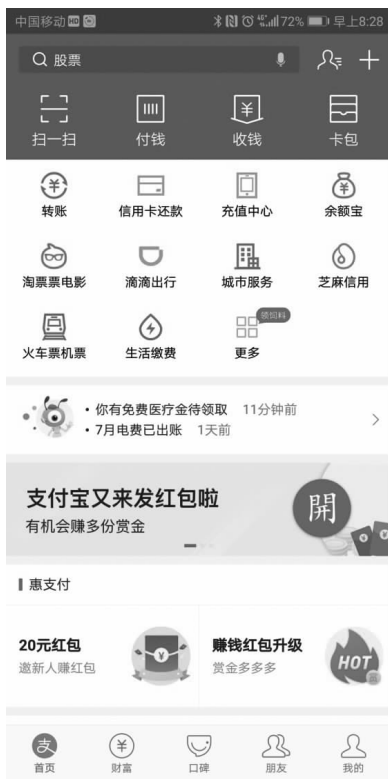 中国移动 HD 4G 72% 早上8:28
股票
扫一扫 付钱 收钱 卡包
转账 信用卡还款 充值中心 余额宝
淘票票电影 滴滴出行 城市服务 芝麻信用
领饲料
火车票机票 生活缴费 更多
• 你有免费医疗金待领取 11分钟前
• 7月电费已出账 1天前
支付宝又来发红包啦
有机会赚多份赏金
開
惠支付
20元红包 赚钱红包升级
邀新人赚红包 赏金多多多
HOT
支
首页 财富 口碑 朋友 我的